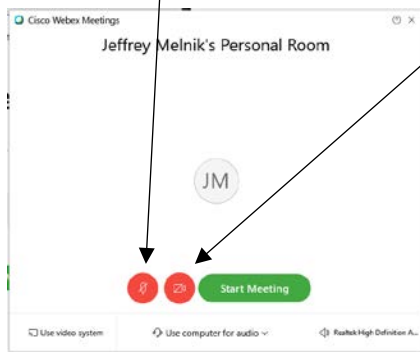 Cisco Webex Meetings
Jeffrey Melnik's Personal Room
JM
Start Meeting
Use video system
Use computer for audio
Realtek High Definition A...